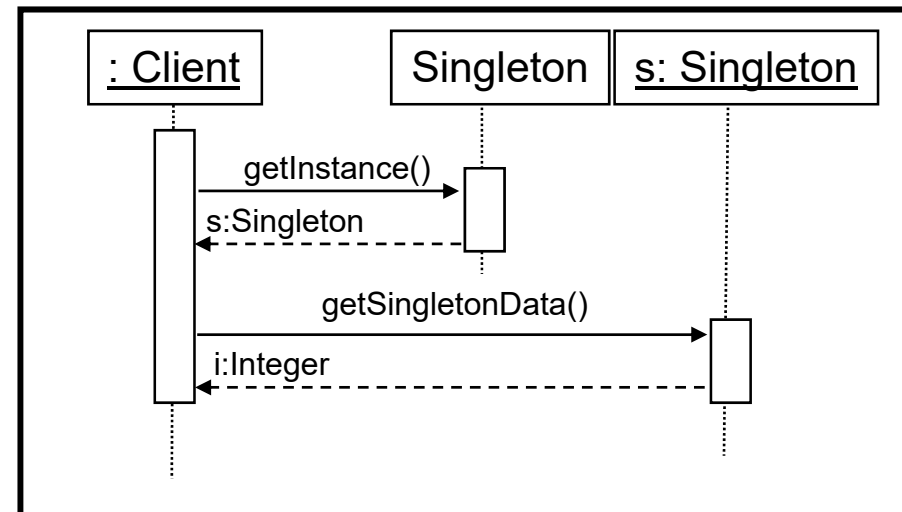 : Client
Singleton
s: Singleton
getInstance()
s:Singleton
getSingletonData()
i:Integer